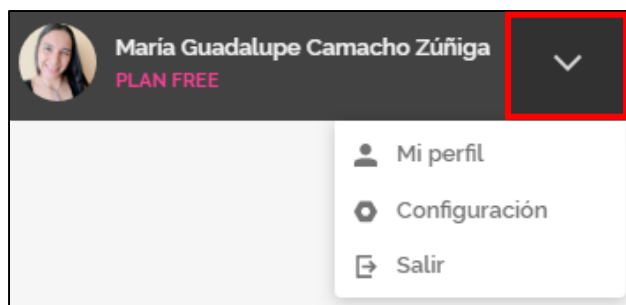 María Guadalupe Camacho Zúñiga
PLAN FREE
Mi perfil
Configuración
Salir